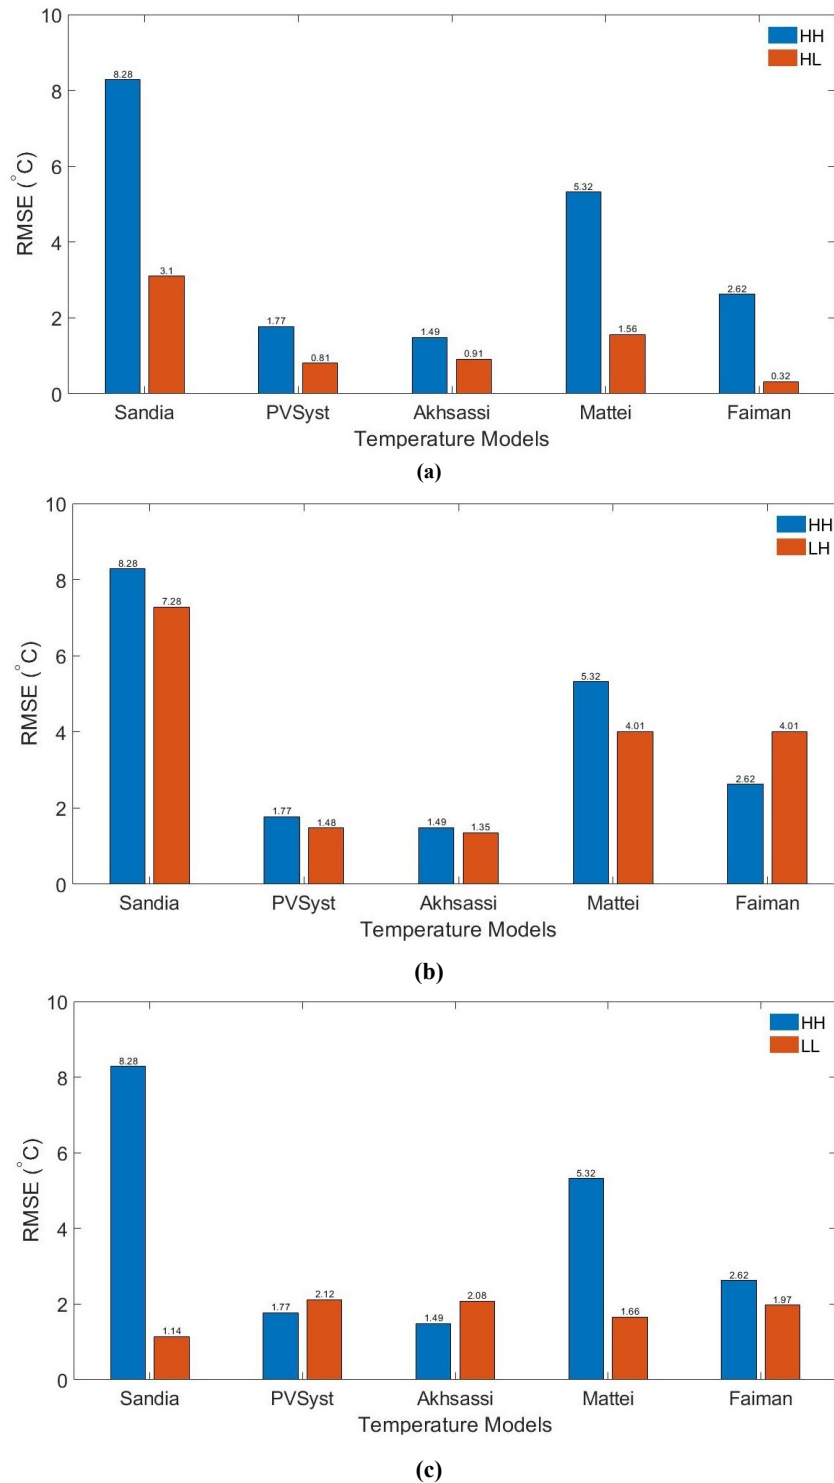 10
8
6
4
2
0
RMSE (°C)
HH
HL
8.28
3.1
1.77
0.81
1.49
0.91
5.32
1.56
2.62
0.32
Sandia PVSyst Akhsassi Mattei Faiman
Temperature Models
(a)
10
8
6
4
2
0
RMSE (°C)
HH
LH
8.28
7.28
1.77
1.48
1.49
1.35
5.32
4.01
2.62
4.01
Sandia PVSyst Akhsassi Mattei Faiman
Temperature Models
(b)
10
8
6
4
2
0
RMSE (°C)
HH
LL
8.28
1.14
1.77
2.12
1.49
2.08
5.32
1.66
2.62
1.97
Sandia PVSyst Akhsassi Mattei Faiman
Temperature Models
(c)